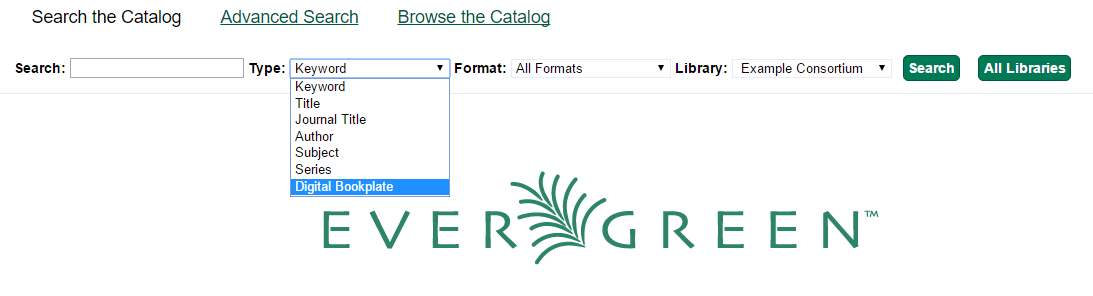 Search the Catalog Advanced Search Browse the Catalog
Search: Type: Keyword Format: All Formats Library: Example Consortium Search All Libraries
Keyword
Title
Journal Title
Author
Subject
Series
Digital Bookplate
EVERGREEN™